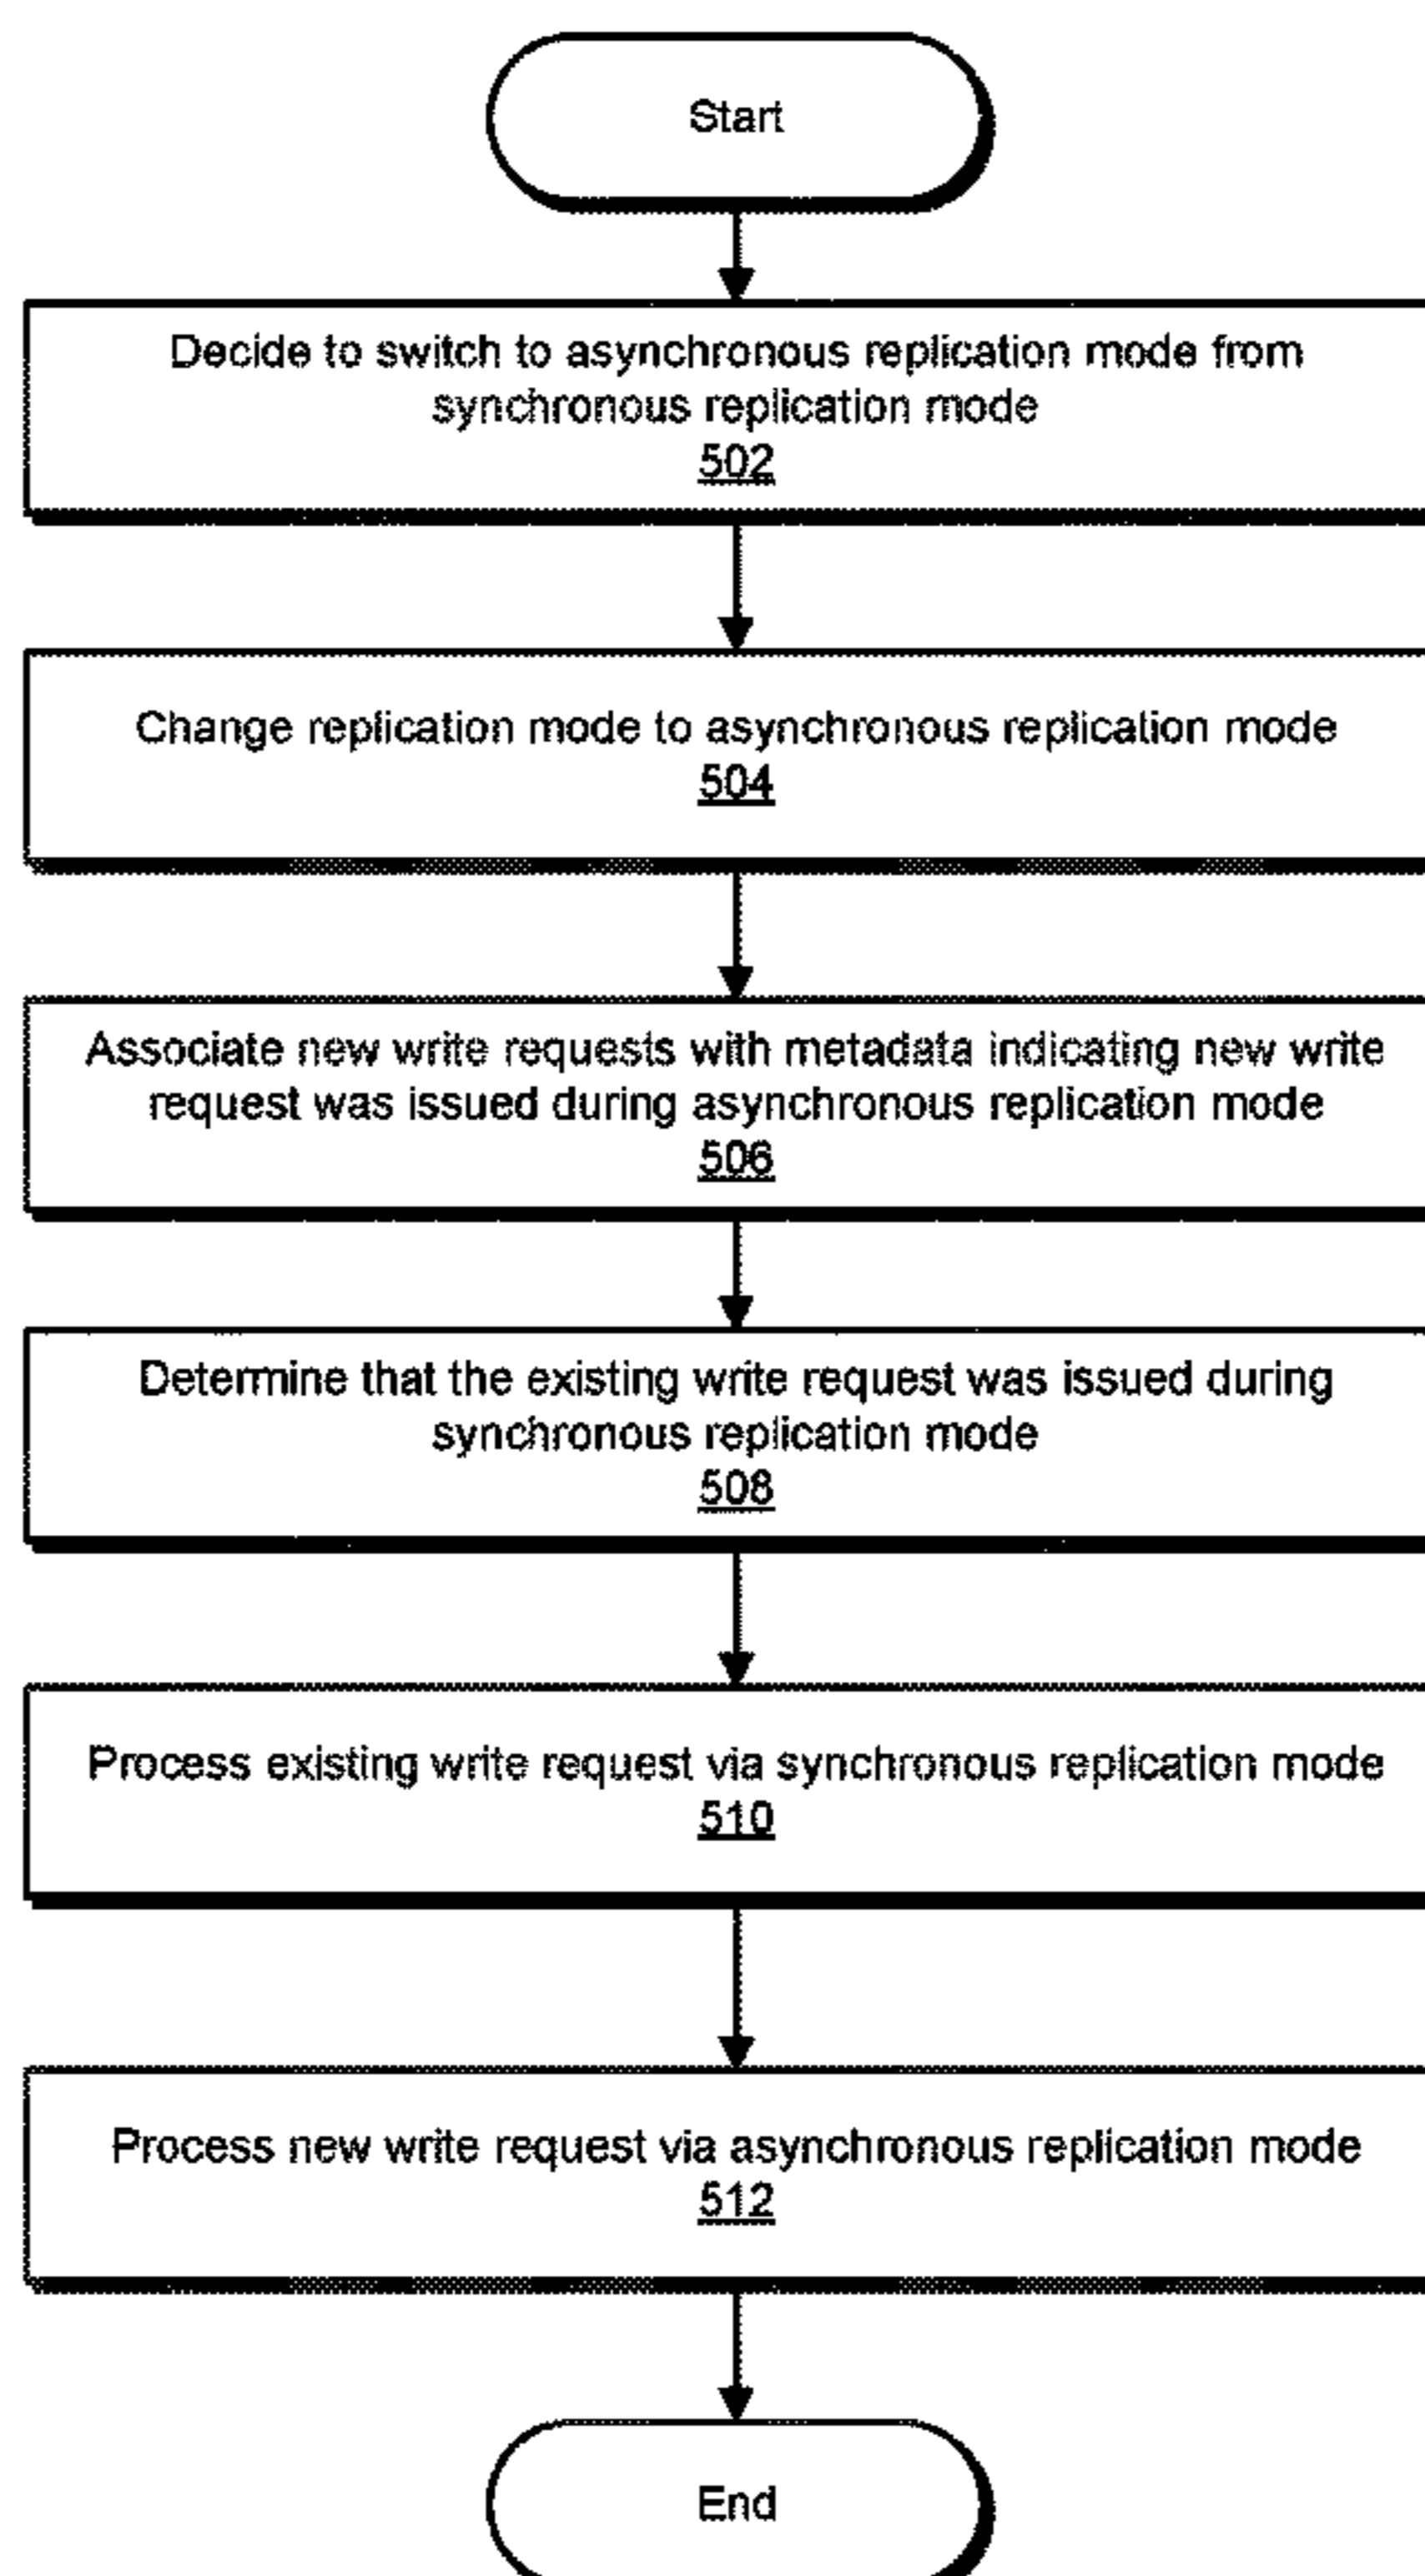 Start
Decide to switch to asynchronous replication mode from
synchronous replication mode
502
Change replication mode to asynchronous replication mode
504
Associate new write requests with metadata indicating new write
request was issued during asynchronous replication mode
506
Determine that the existing write request was issued during
synchronous replication mode
508
Process existing write request via synchronous replication mode
510
Process new write request via asynchronous replication mode
512
End